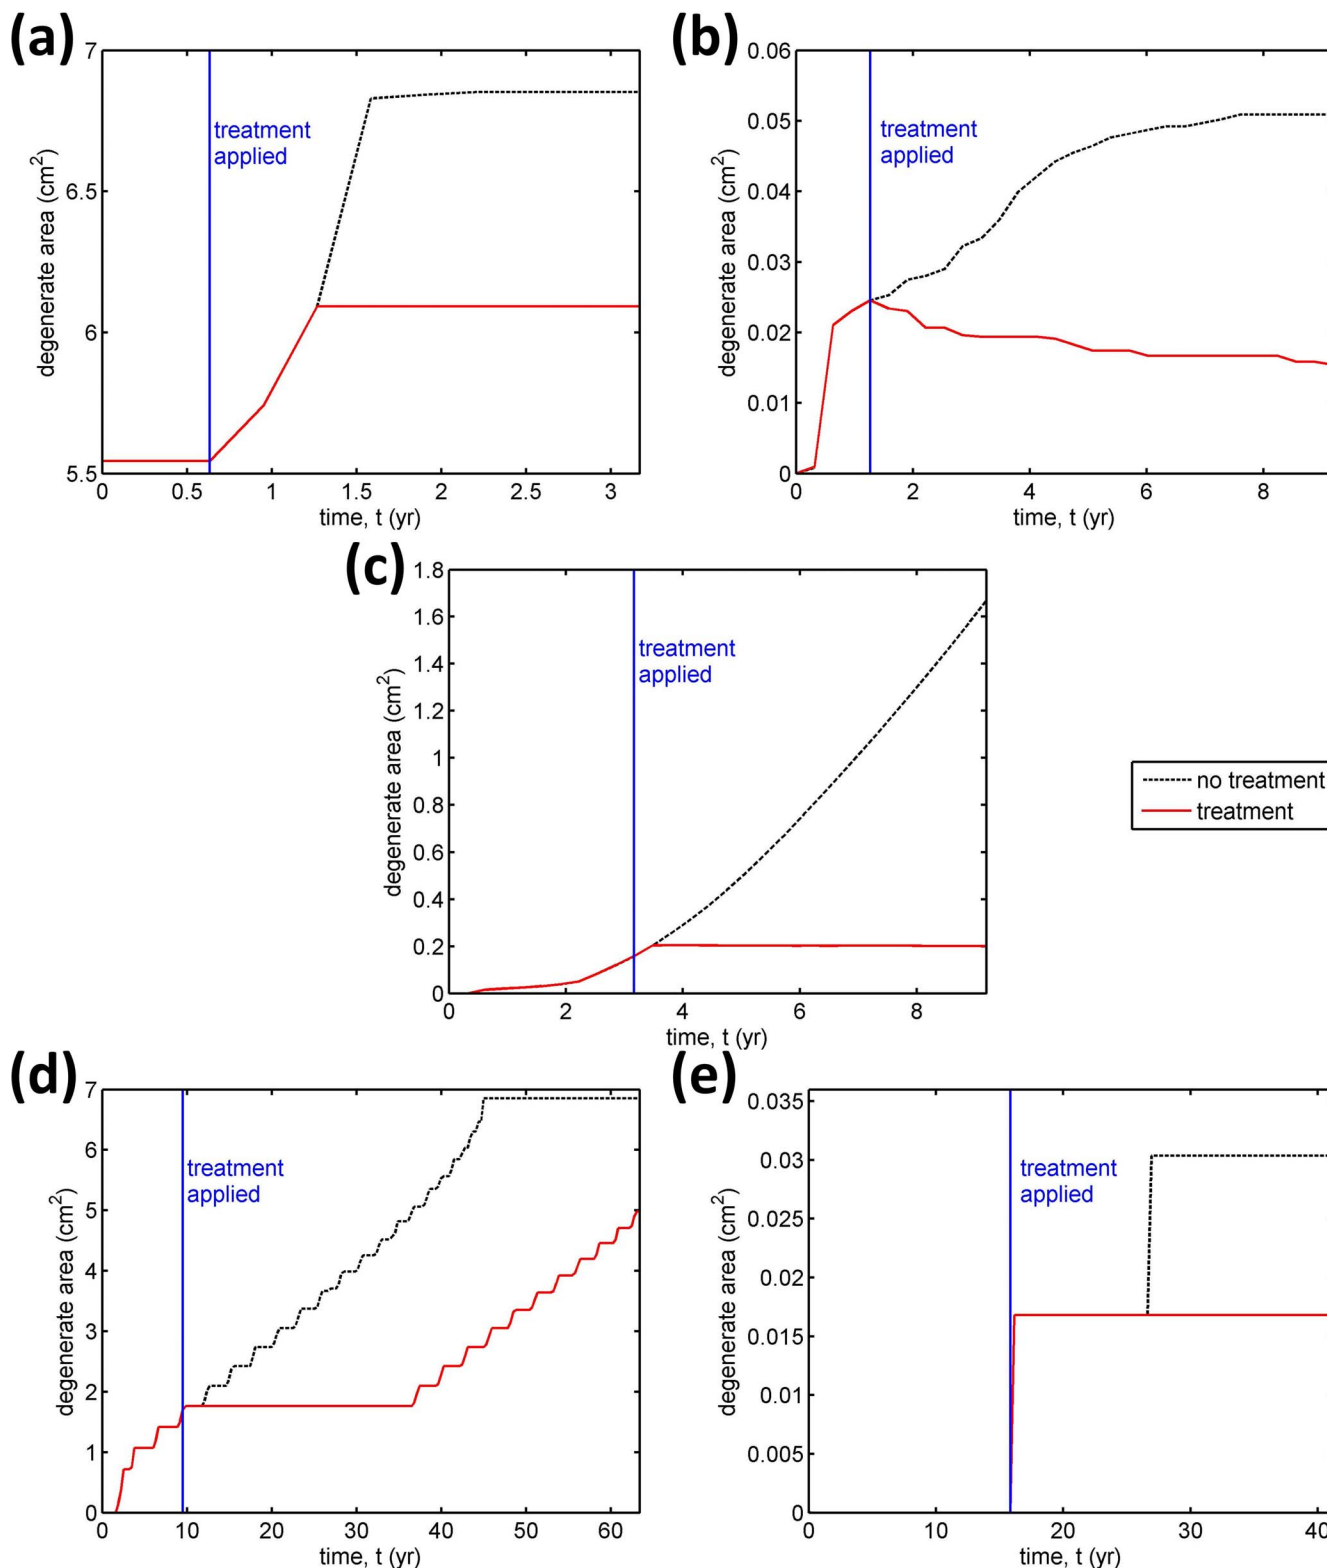 (a)
7
6.5
6
5.5
degenerate area (cm²)
treatment
applied
0 0.5 1 1.5 2 2.5 3
time, t (yr)
(b)
0.06
0.05
0.04
0.03
0.02
0.01
0
degenerate area (cm²)
treatment
applied
0 2 4 6 8
time, t (yr)
(c)
1.8
1.6
1.4
1.2
1
0.8
0.6
0.4
0.2
0
degenerate area (cm²)
treatment
applied
0 2 4 6 8
time, t (yr)
no treatment
treatment
(d)
7
6
5
4
3
2
1
0
degenerate area (cm²)
treatment
applied
0 10 20 30 40 50 60
time, t (yr)
(e)
0.035
0.03
0.025
0.02
0.015
0.01
0.005
0
degenerate area (cm²)
treatment
applied
0 10 20 30 40
time, t (yr)